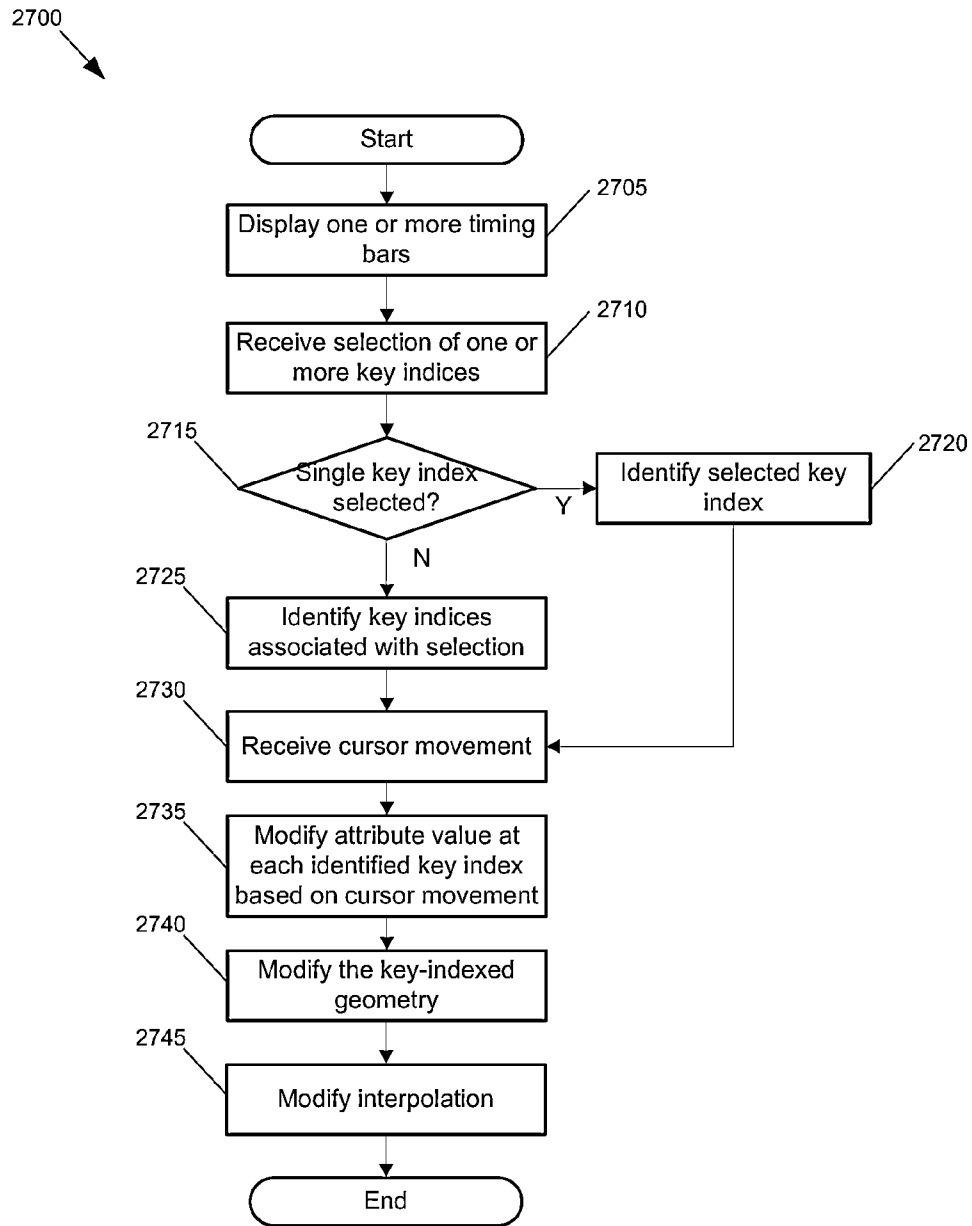 2700
Start
2705
Display one or more timing
bars
2710
Receive selection of one or
more key indices
2715
Single key index
selected?
Y
2720
Identify selected key
index
N
2725
Identify key indices
associated with selection
2730
Receive cursor movement
2735
Modify attribute value at
each identified key index
based on cursor movement
2740
Modify the key-indexed
geometry
2745
Modify interpolation
End